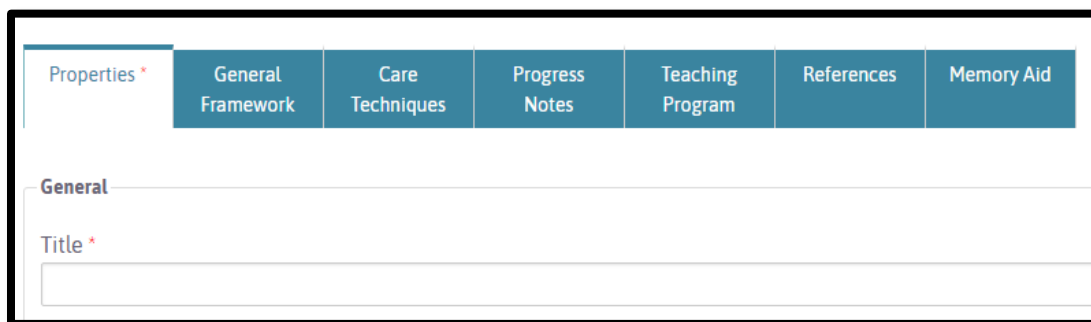 Properties *
General
Framework
Care
Techniques
Progress
Notes
Teaching
Program
References
Memory Aid
General
Title *